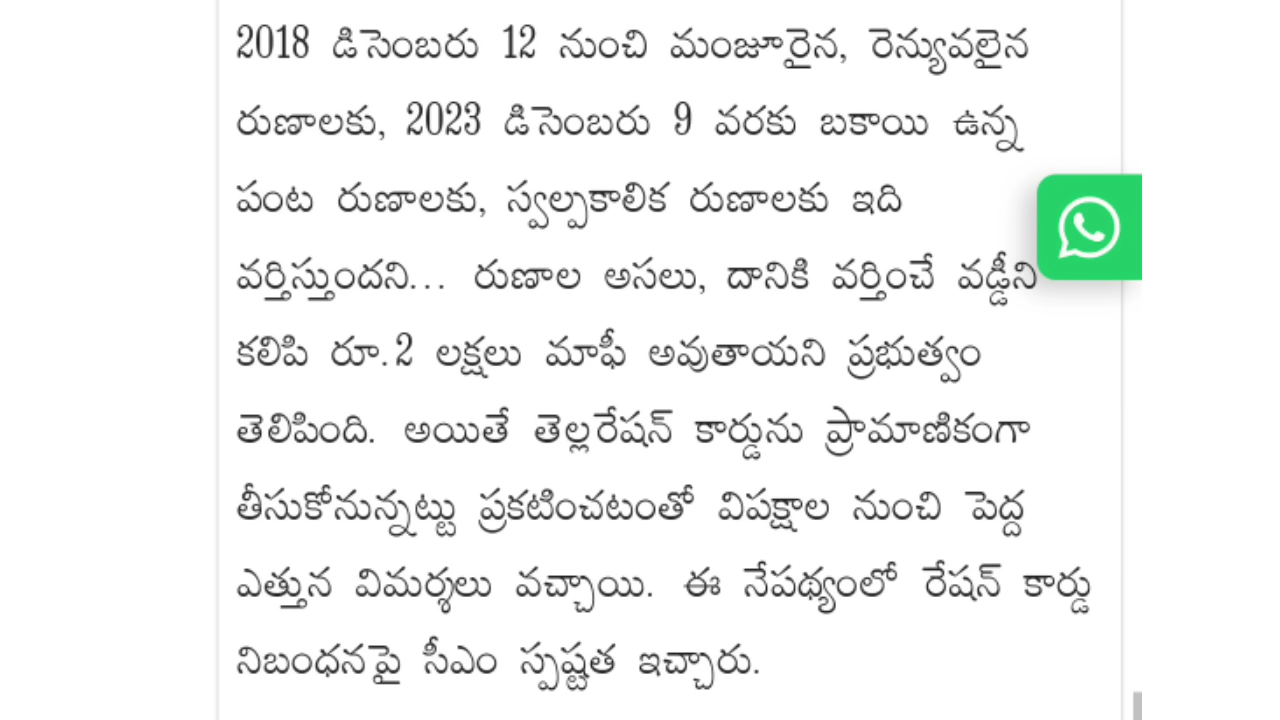 2018 డిసెంబరు 12 నుంచి మంజూరైన, రెన్యువలైన
రుణాలకు, 2023 డిసెంబరు 9 వరకు బకాయి ఉన్న
పంట రుణాలకు, స్వల్పకాలిక రుణాలకు ఇది
వర్తిస్తుందని... రుణాల అసలు, దానికి వర్తించే వడ్డీని
కలిపి రూ.2 లక్షలు మాఫీ అవుతాయని ప్రభుత్వం
తెలిపింది. అయితే తెల్లరేషన్ కార్డును ప్రామాణికంగా
తీసుకోనున్నట్టు ప్రకటించటంతో విపక్షాల నుంచి పెద్ద
ఎత్తున విమర్శలు వచ్చాయి. ఈ నేపథ్యంలో రేషన్ కార్డు
నిబంధనపై సీఎం స్పష్టత ఇచ్చారు.